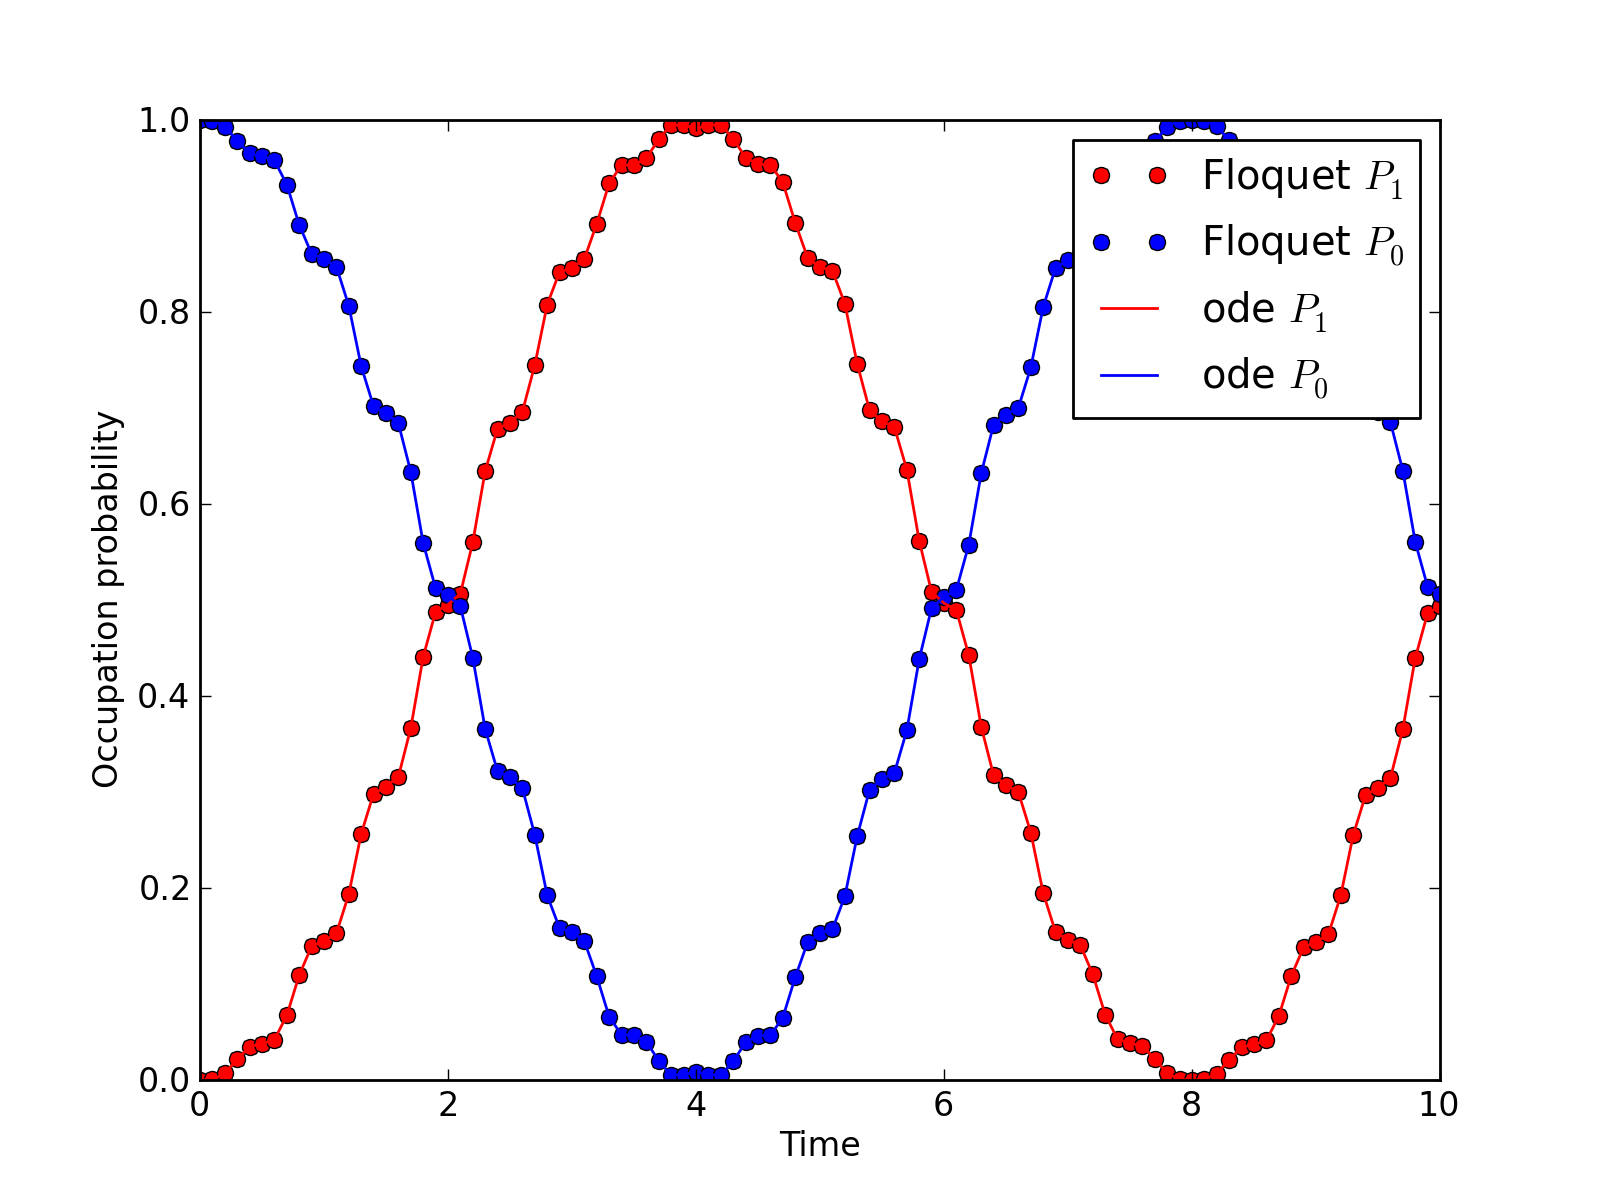 1.0
0.8
0.6
0.4
0.2
0.0
Occupation probability
Floquet P₁
Floquet P₀
ode P₁
ode P₀
0 2 4 6 8 10
Time